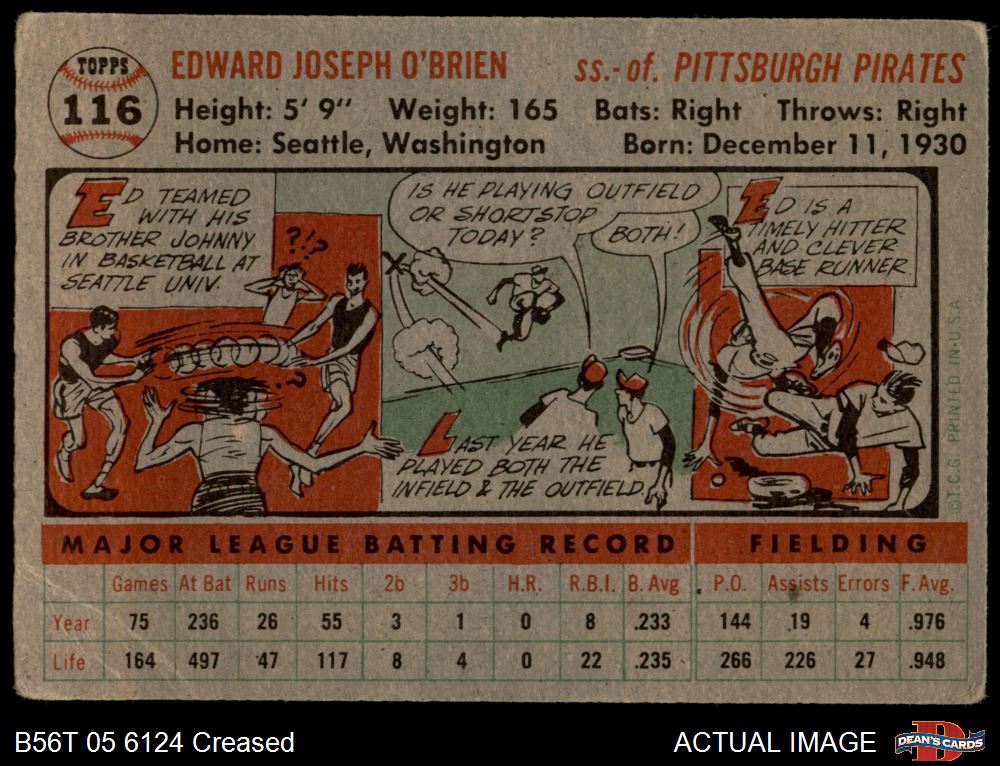 TOPPS
116
EDWARD JOSEPH O'BRIEN ss.-of. PITTSBURGH PIRATES
Height: 5' 9" Weight: 165 Bats: Right Throws: Right
Home: Seattle, Washington Born: December 11, 1930
ED TEAMED
WITH HIS
BROTHER JOHNNY
IN BASKETBALL AT
SEATTLE UNIV.
?!?
?
IS HE PLAYING OUTFIELD
OR SHORTSTOP
TODAY?
BOTH!
LAST YEAR HE
PLAYED BOTH THE
INFIELD & THE OUTFIELD.
ED IS A
TIMELY HITTER
AND CLEVER
BASE RUNNER.
©T.C.G. PRINTED IN U.S.A.
MAJOR LEAGUE BATTING RECORD FIELDING
Games At Bat Runs Hits 2b 3b H.R. R.B.I. B. Avg P.O. Assists Errors F. Avg.
Year 75 236 26 55 3 1 0 8 .233 144 19 4 .976
Life 164 497 47 117 8 4 0 22 .235 266 226 27 .948
B56T 05 6124 Creased ACTUAL IMAGE
D
DEAN'S CARDS